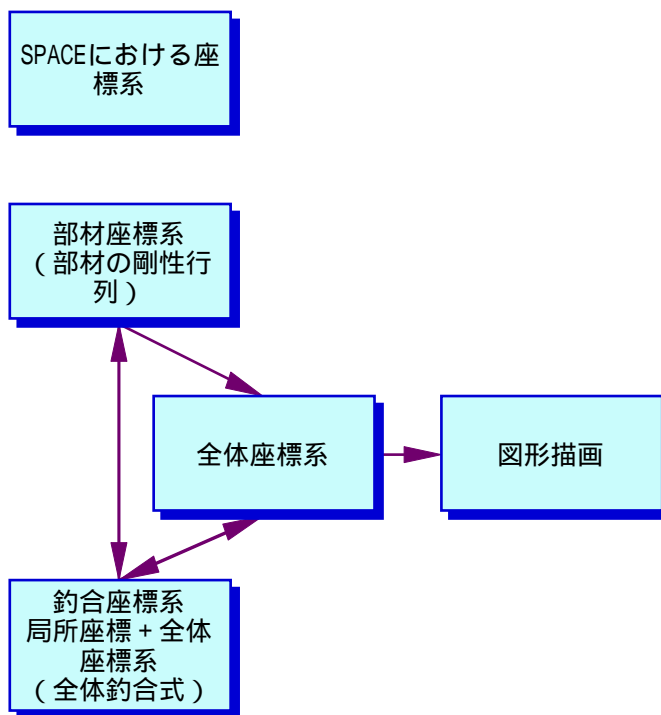 SPACEにおける座
標系
部材座標系
（部材の剛性行
列）
全体座標系
図形描画
釣合座標系
局所座標＋全体
座標系
（全体釣合式）